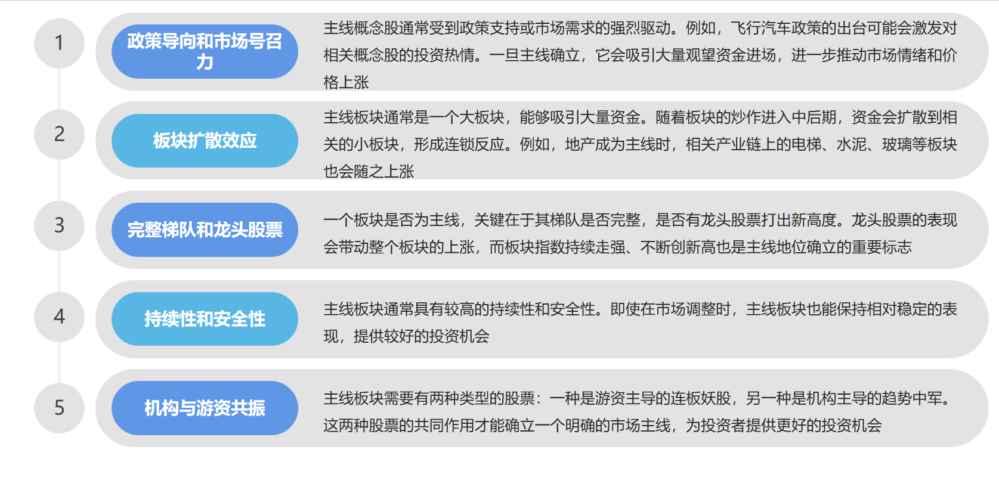 1
政策导向和市场号召
力
主线概念股通常受到政策支持或市场需求的强烈驱动。例如，飞行汽车政策的出台可能会激发对
相关概念股的投资热情。一旦主线确立，它会吸引大量观望资金进场，进一步推动市场情绪和价
格上涨
2
板块扩散效应
主线板块通常是一个大板块，能够吸引大量资金。随着板块的炒作进入中后期，资金会扩散到相
关的小板块，形成连锁反应。例如，地产成为主线时，相关产业链上的电梯、水泥、玻璃等板块
也会随之上涨
3
完整梯队和龙头股票
一个板块是否为主线，关键在于其梯队是否完整，是否有龙头股票打出新高度。龙头股票的表现
会带动整个板块的上涨，而板块指数持续走强、不断创新高也是主线地位确立的重要标志
4
持续性和安全性
主线板块通常具有较高的持续性和安全性。即使在市场调整时，主线板块也能保持相对稳定的表
现，提供较好的投资机会
5
机构与游资共振
主线板块需要有两种类型的股票：一种是游资主导的连板妖股，另一种是机构主导的趋势中军。
这两种股票的共同作用才能确立一个明确的市场主线，为投资者提供更好的投资机会